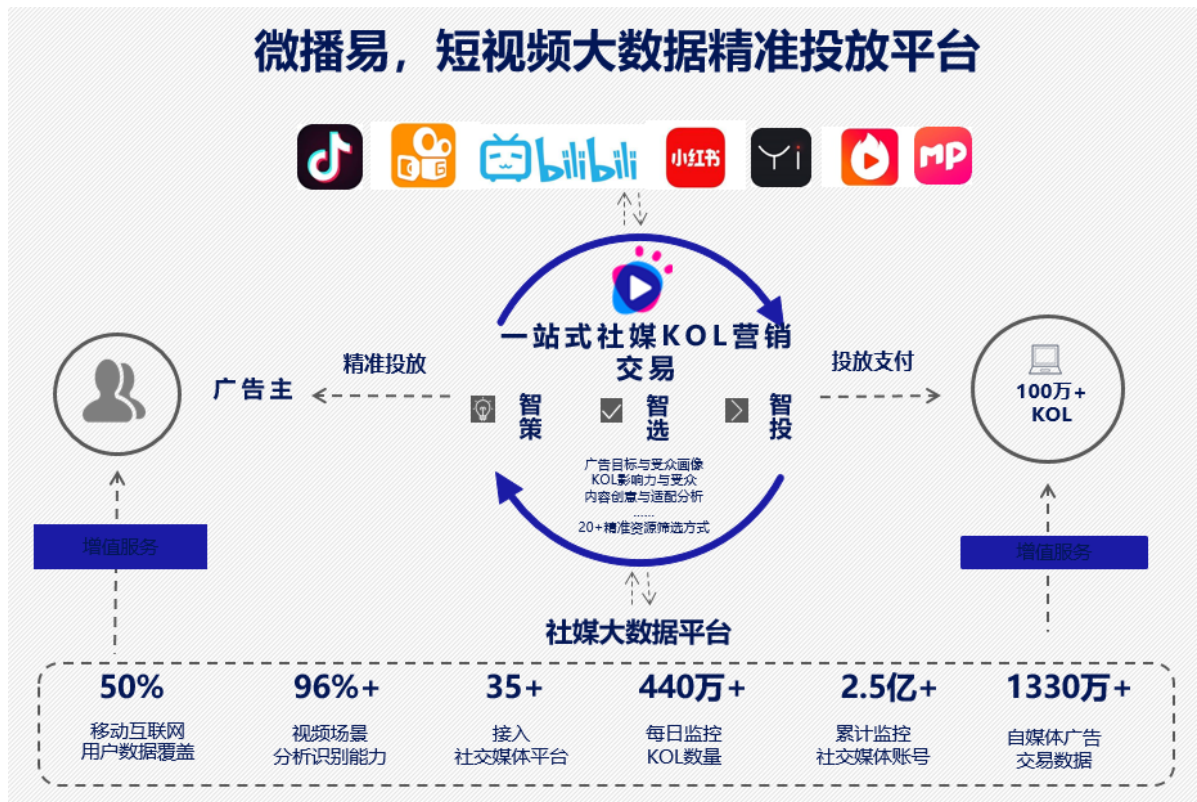 微播易，短视频大数据精准投放平台
bilibili
小红书
Yi
MP
一站式社媒KOL营销
交易
精准投放
广告主
智策
智选
智投
投放支付
100万+
KOL
广告目标与受众画像
KOL影响力与受众
内容创意与适配分析
......
20+精准资源筛选方式
增值服务
增值服务
社媒大数据平台
50%
移动互联网
用户数据覆盖
96%+
视频场景
分析识别能力
35+
接入
社交媒体平台
440万+
每日监控
KOL数量
2.5亿+
累计监控
社交媒体账号
1330万+
自媒体广告
交易数据